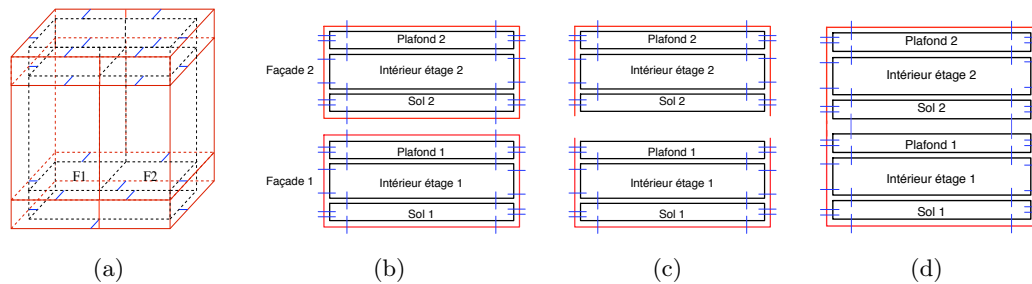 F1 F2
(a)
Façade 2
Plafond 2
Intérieur étage 2
Sol 2
Façade 1
Plafond 1
Intérieur étage 1
Sol 1
(b)
Plafond 2
Intérieur étage 2
Sol 2
Plafond 1
Intérieur étage 1
Sol 1
(c)
Plafond 2
Intérieur étage 2
Sol 2
Plafond 1
Intérieur étage 1
Sol 1
(d)